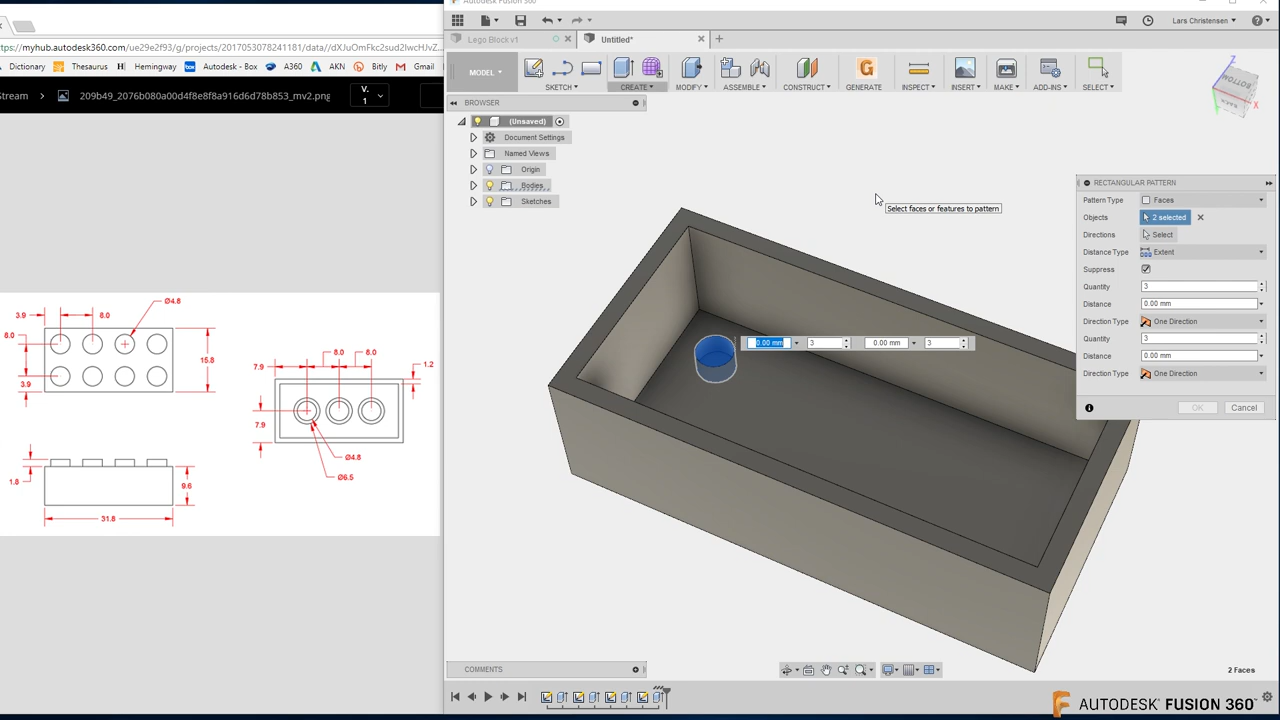 Autodesk Fusion 360
ttps://myhub.autodesk360.com/ue29e2f93/g/projects/2017053078241181/data//dXJuOmFkc2sud2lwcHJvZ...
Dictionary Thesaurus Hemingway Autodesk - Box A360 AKN Bitly Gmail
Lars Christensen
Lego Block v1 Untitled*
Stream 209b49_2076b080a00d4f8e8f8a916d6d78b853_mv2.png V. 1
MODEL SKETCH CREATE MODIFY ASSEMBLE CONSTRUCT GENERATE INSPECT INSERT MAKE ADD-INS SELECT
BROWSER
(Unsaved)
Document Settings
Named Views
Origin
Bodies
Sketches
Select faces or features to pattern
RECTANGULAR PATTERN
Pattern Type Faces
Objects 2 selected
Directions Select
Distance Type Extent
Suppress
Quantity 3
Distance 0.00 mm
Direction Type One Direction
Quantity 3
Distance 0.00 mm
Direction Type One Direction
OK Cancel
0.00 mm 3 0.00 mm 3
BOTTOM
Z
X
3.9 8.0 Ø4.8
8.0 15.8
3.9
7.9 8.0 8.0 1.2
7.9
Ø4.8
Ø6.5
1.8 9.6
31.8
COMMENTS
2 Faces
AUTODESK® FUSION 360™